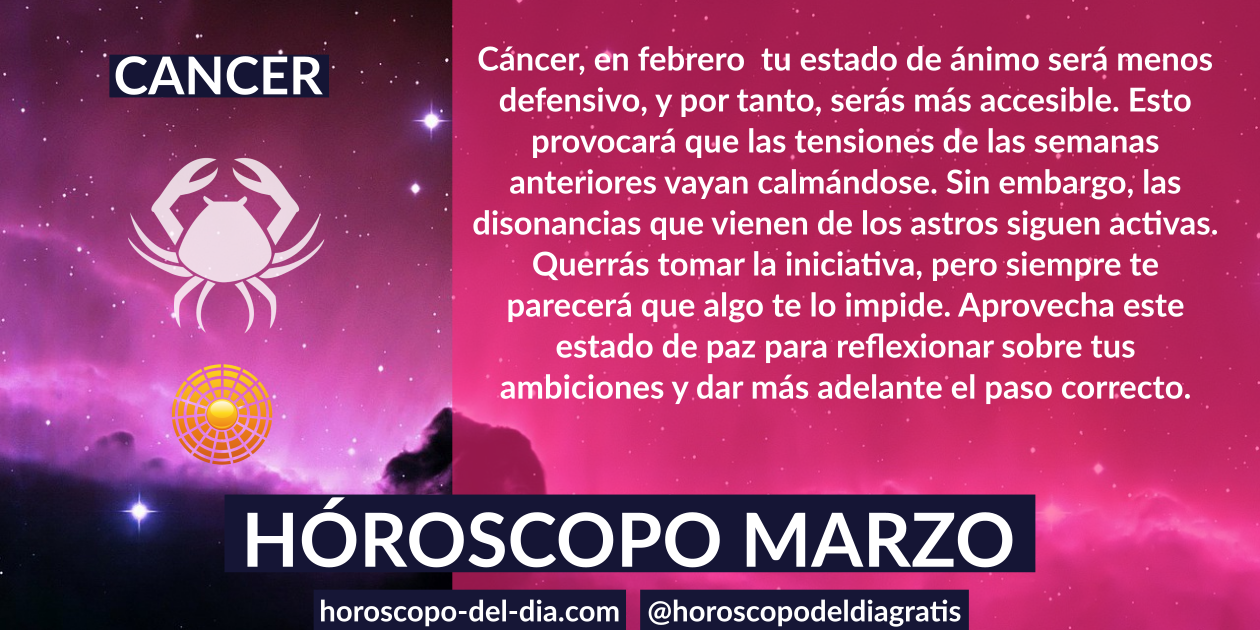 CANCER
Cáncer, en febrero  tu estado de ánimo será menos
defensivo, y por tanto, serás más accesible. Esto
provocará que las tensiones de las semanas
anteriores vayan calmándose. Sin embargo, las
disonancias que vienen de los astros siguen activas.
Querrás tomar la iniciativa, pero siempre te
parecerá que algo te lo impide. Aprovecha este
estado de paz para reflexionar sobre tus
ambiciones y dar más adelante el paso correcto.
HÓROSCOPO MARZO
horoscopo-del-dia.com
@horoscopodeldiagratis